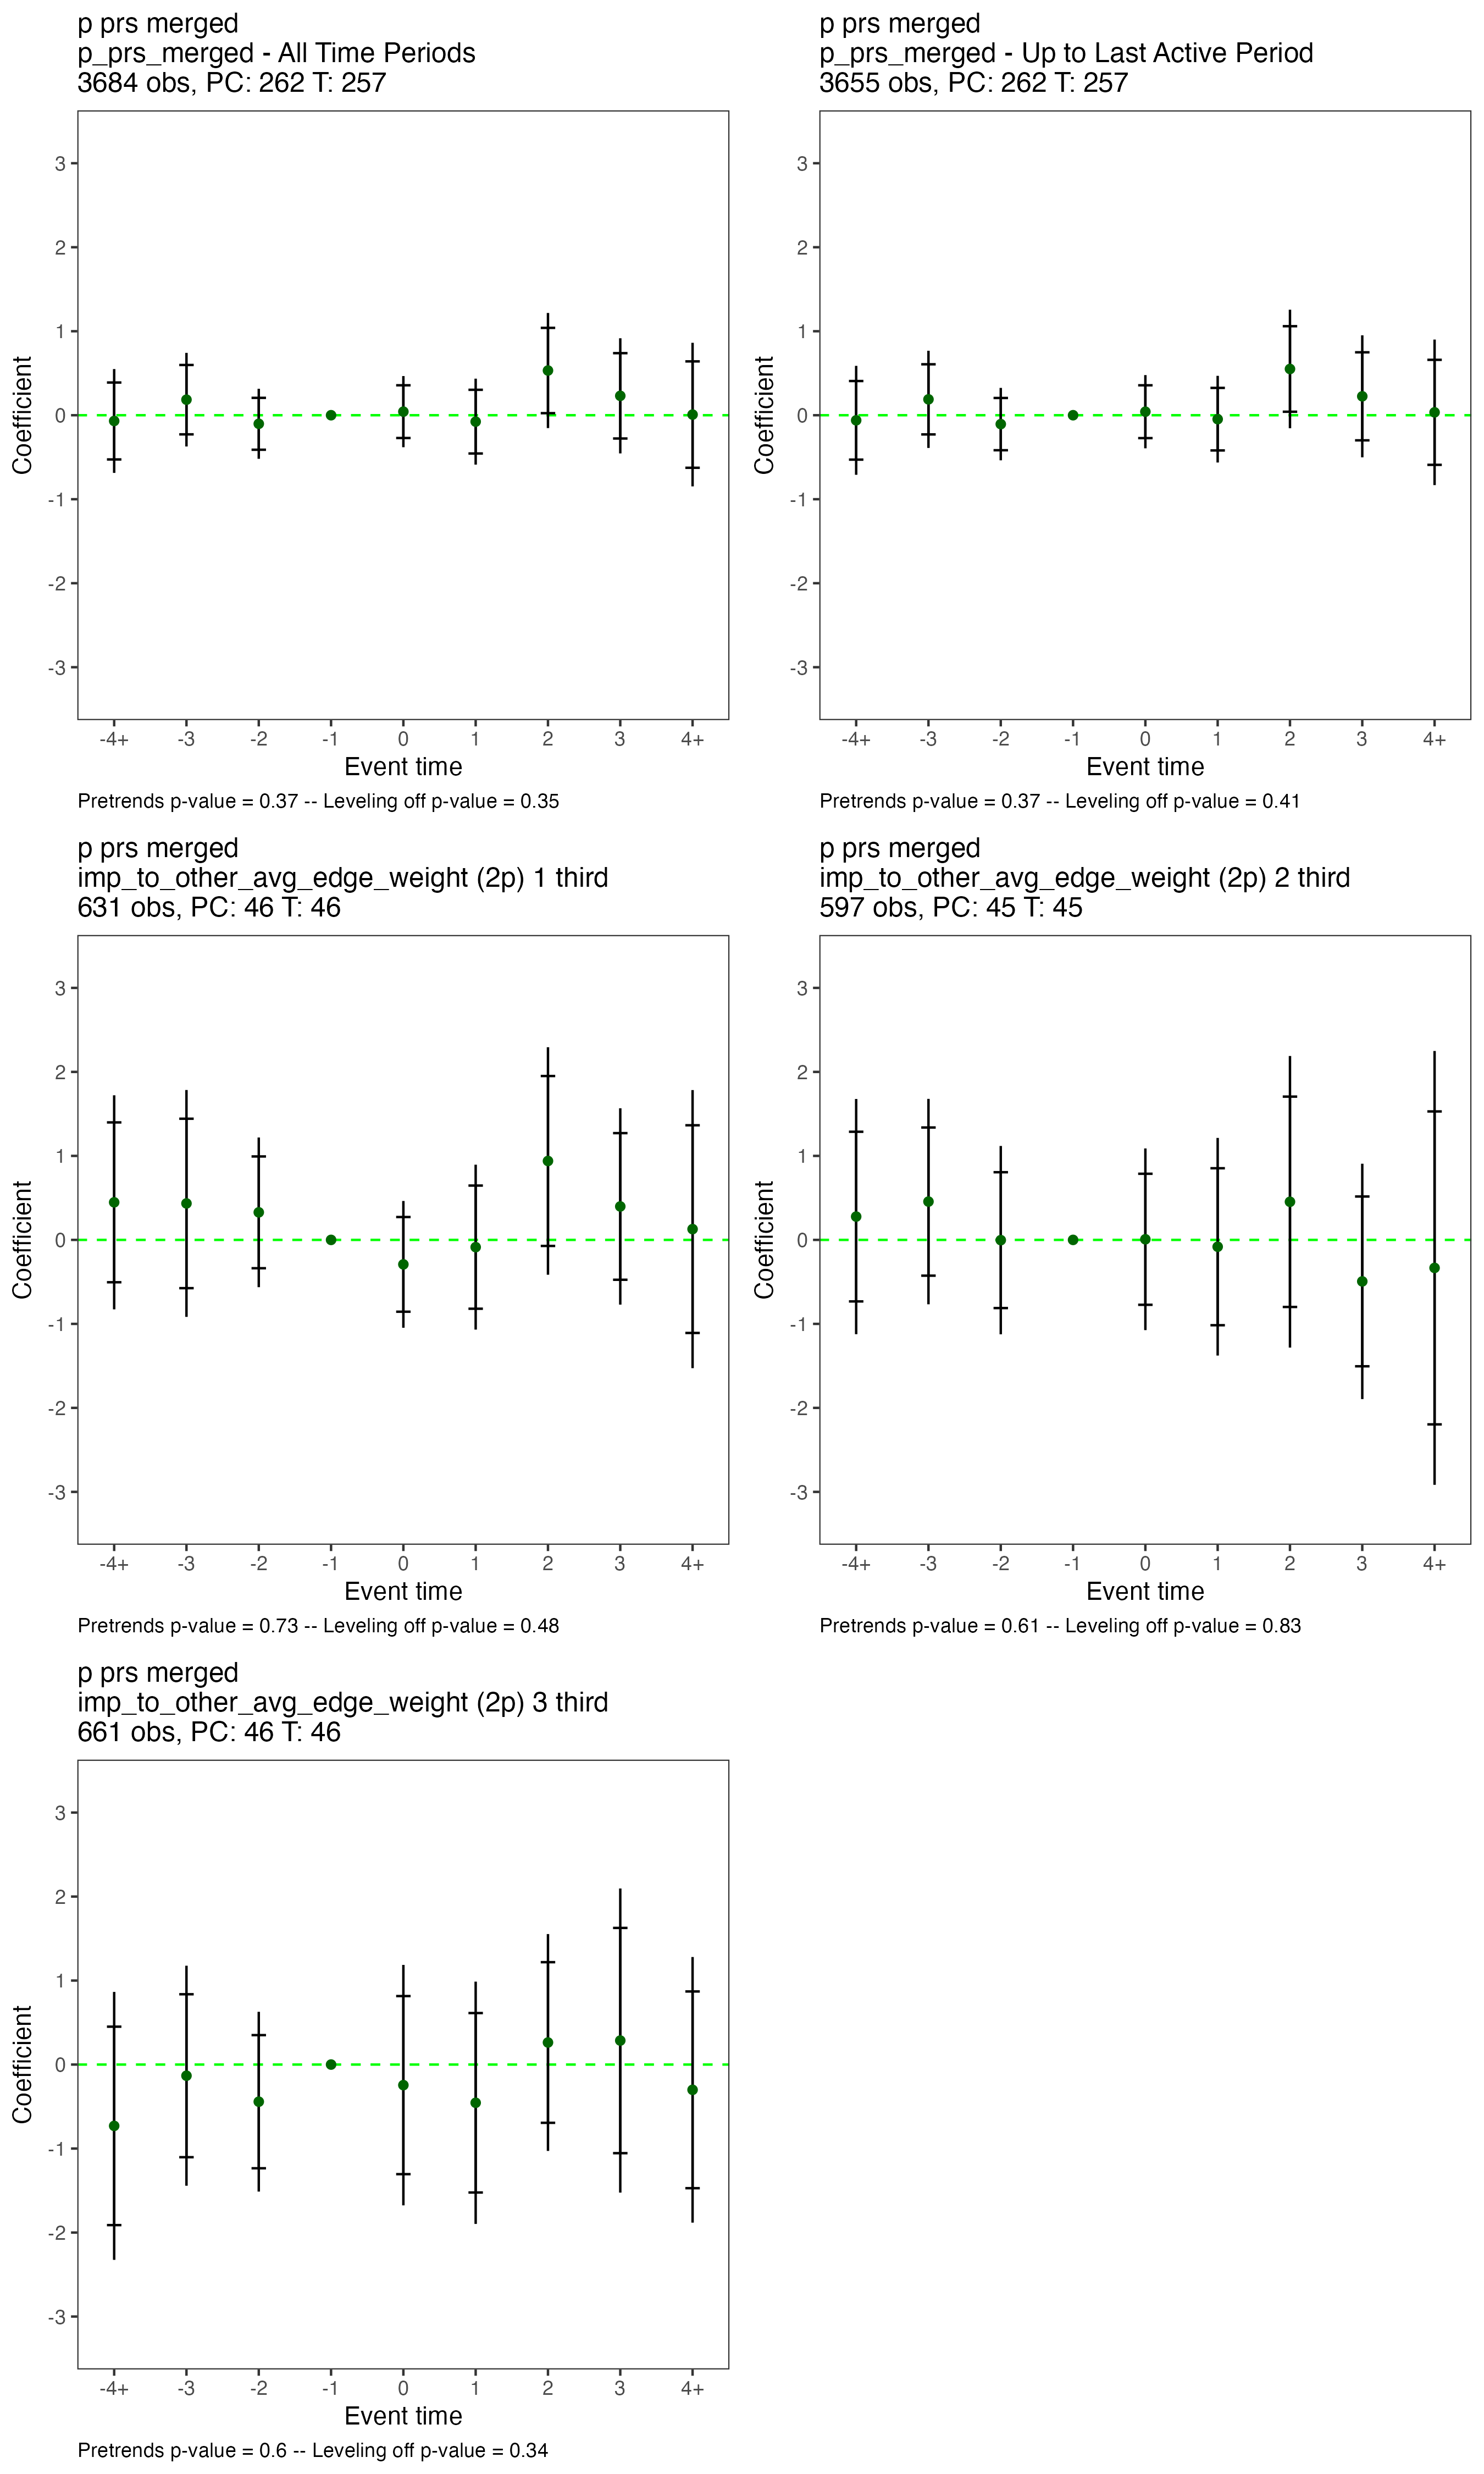 p prs merged
p_prs_merged - All Time Periods
3684 obs, PC: 262 T: 257
3
2
1
0
-1
-2
-3
Coefficient
-4+ -3 -2 -1 0 1 2 3 4+
Event time
Pretrends p-value = 0.37 -- Leveling off p-value = 0.35
p prs merged
p_prs_merged - Up to Last Active Period
3655 obs, PC: 262 T: 257
3
2
1
0
-1
-2
-3
Coefficient
-4+ -3 -2 -1 0 1 2 3 4+
Event time
Pretrends p-value = 0.37 -- Leveling off p-value = 0.41
p prs merged
imp_to_other_avg_edge_weight (2p) 1 third
631 obs, PC: 46 T: 46
3
2
1
0
-1
-2
-3
Coefficient
-4+ -3 -2 -1 0 1 2 3 4+
Event time
Pretrends p-value = 0.73 -- Leveling off p-value = 0.48
p prs merged
imp_to_other_avg_edge_weight (2p) 2 third
597 obs, PC: 45 T: 45
3
2
1
0
-1
-2
-3
Coefficient
-4+ -3 -2 -1 0 1 2 3 4+
Event time
Pretrends p-value = 0.61 -- Leveling off p-value = 0.83
p prs merged
imp_to_other_avg_edge_weight (2p) 3 third
661 obs, PC: 46 T: 46
3
2
1
0
-1
-2
-3
Coefficient
-4+ -3 -2 -1 0 1 2 3 4+
Event time
Pretrends p-value = 0.6 -- Leveling off p-value = 0.34